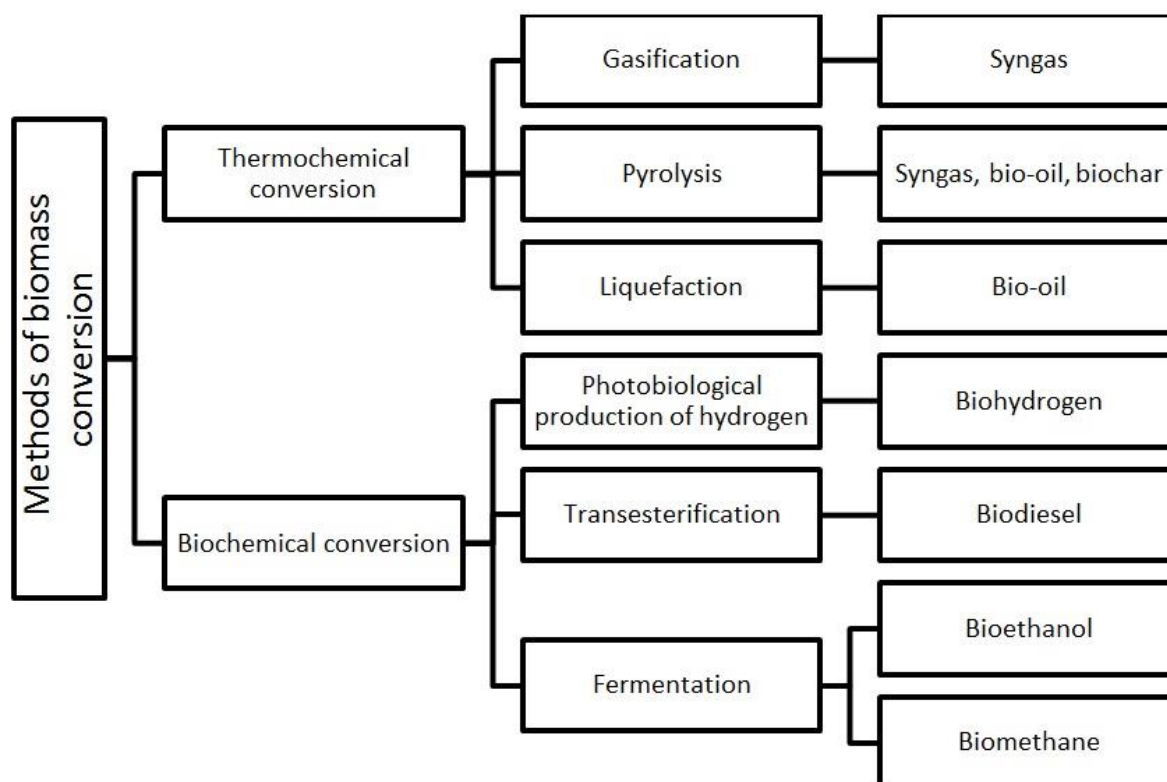 Methods of biomass
conversion
Thermochemical
conversion
Gasification
Syngas
Pyrolysis
Syngas, bio-oil, biochar
Liquefaction
Bio-oil
Biochemical conversion
Photobiological
production of hydrogen
Biohydrogen
Transesterification
Biodiesel
Fermentation
Bioethanol
Biomethane